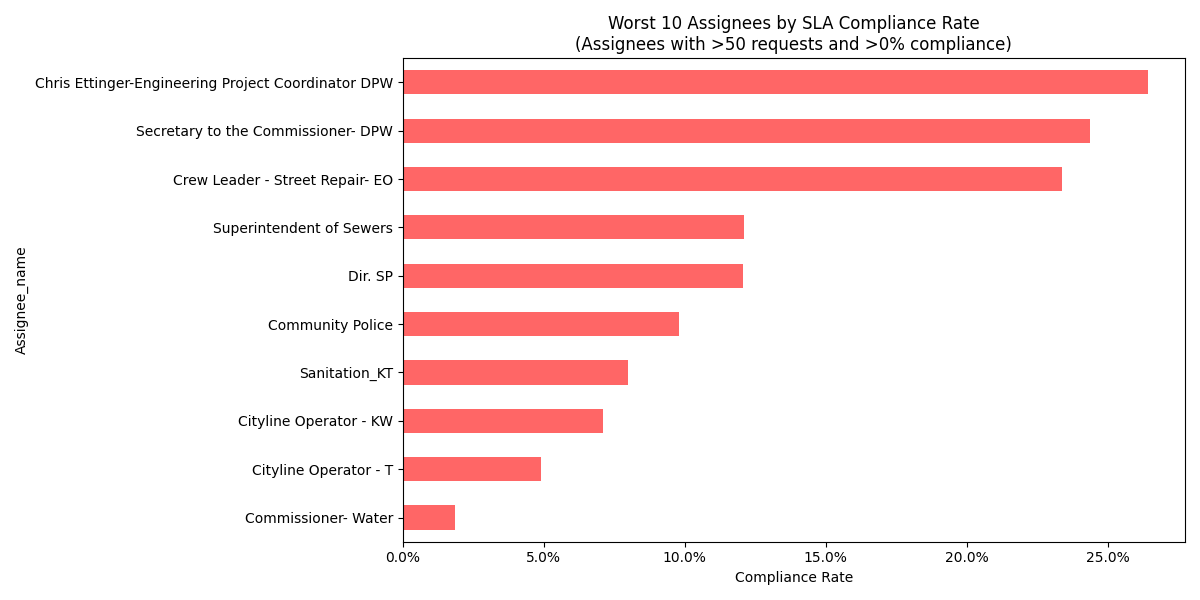 Worst 10 Assignees by SLA Compliance Rate
(Assignees with >50 requests and >0% compliance)
Assignee_name
Chris Ettinger-Engineering Project Coordinator DPW
Secretary to the Commissioner- DPW
Crew Leader - Street Repair- EO
Superintendent of Sewers
Dir. SP
Community Police
Sanitation_KT
Cityline Operator - KW
Cityline Operator - T
Commissioner- Water
0.0% 5.0% 10.0% 15.0% 20.0% 25.0%
Compliance Rate